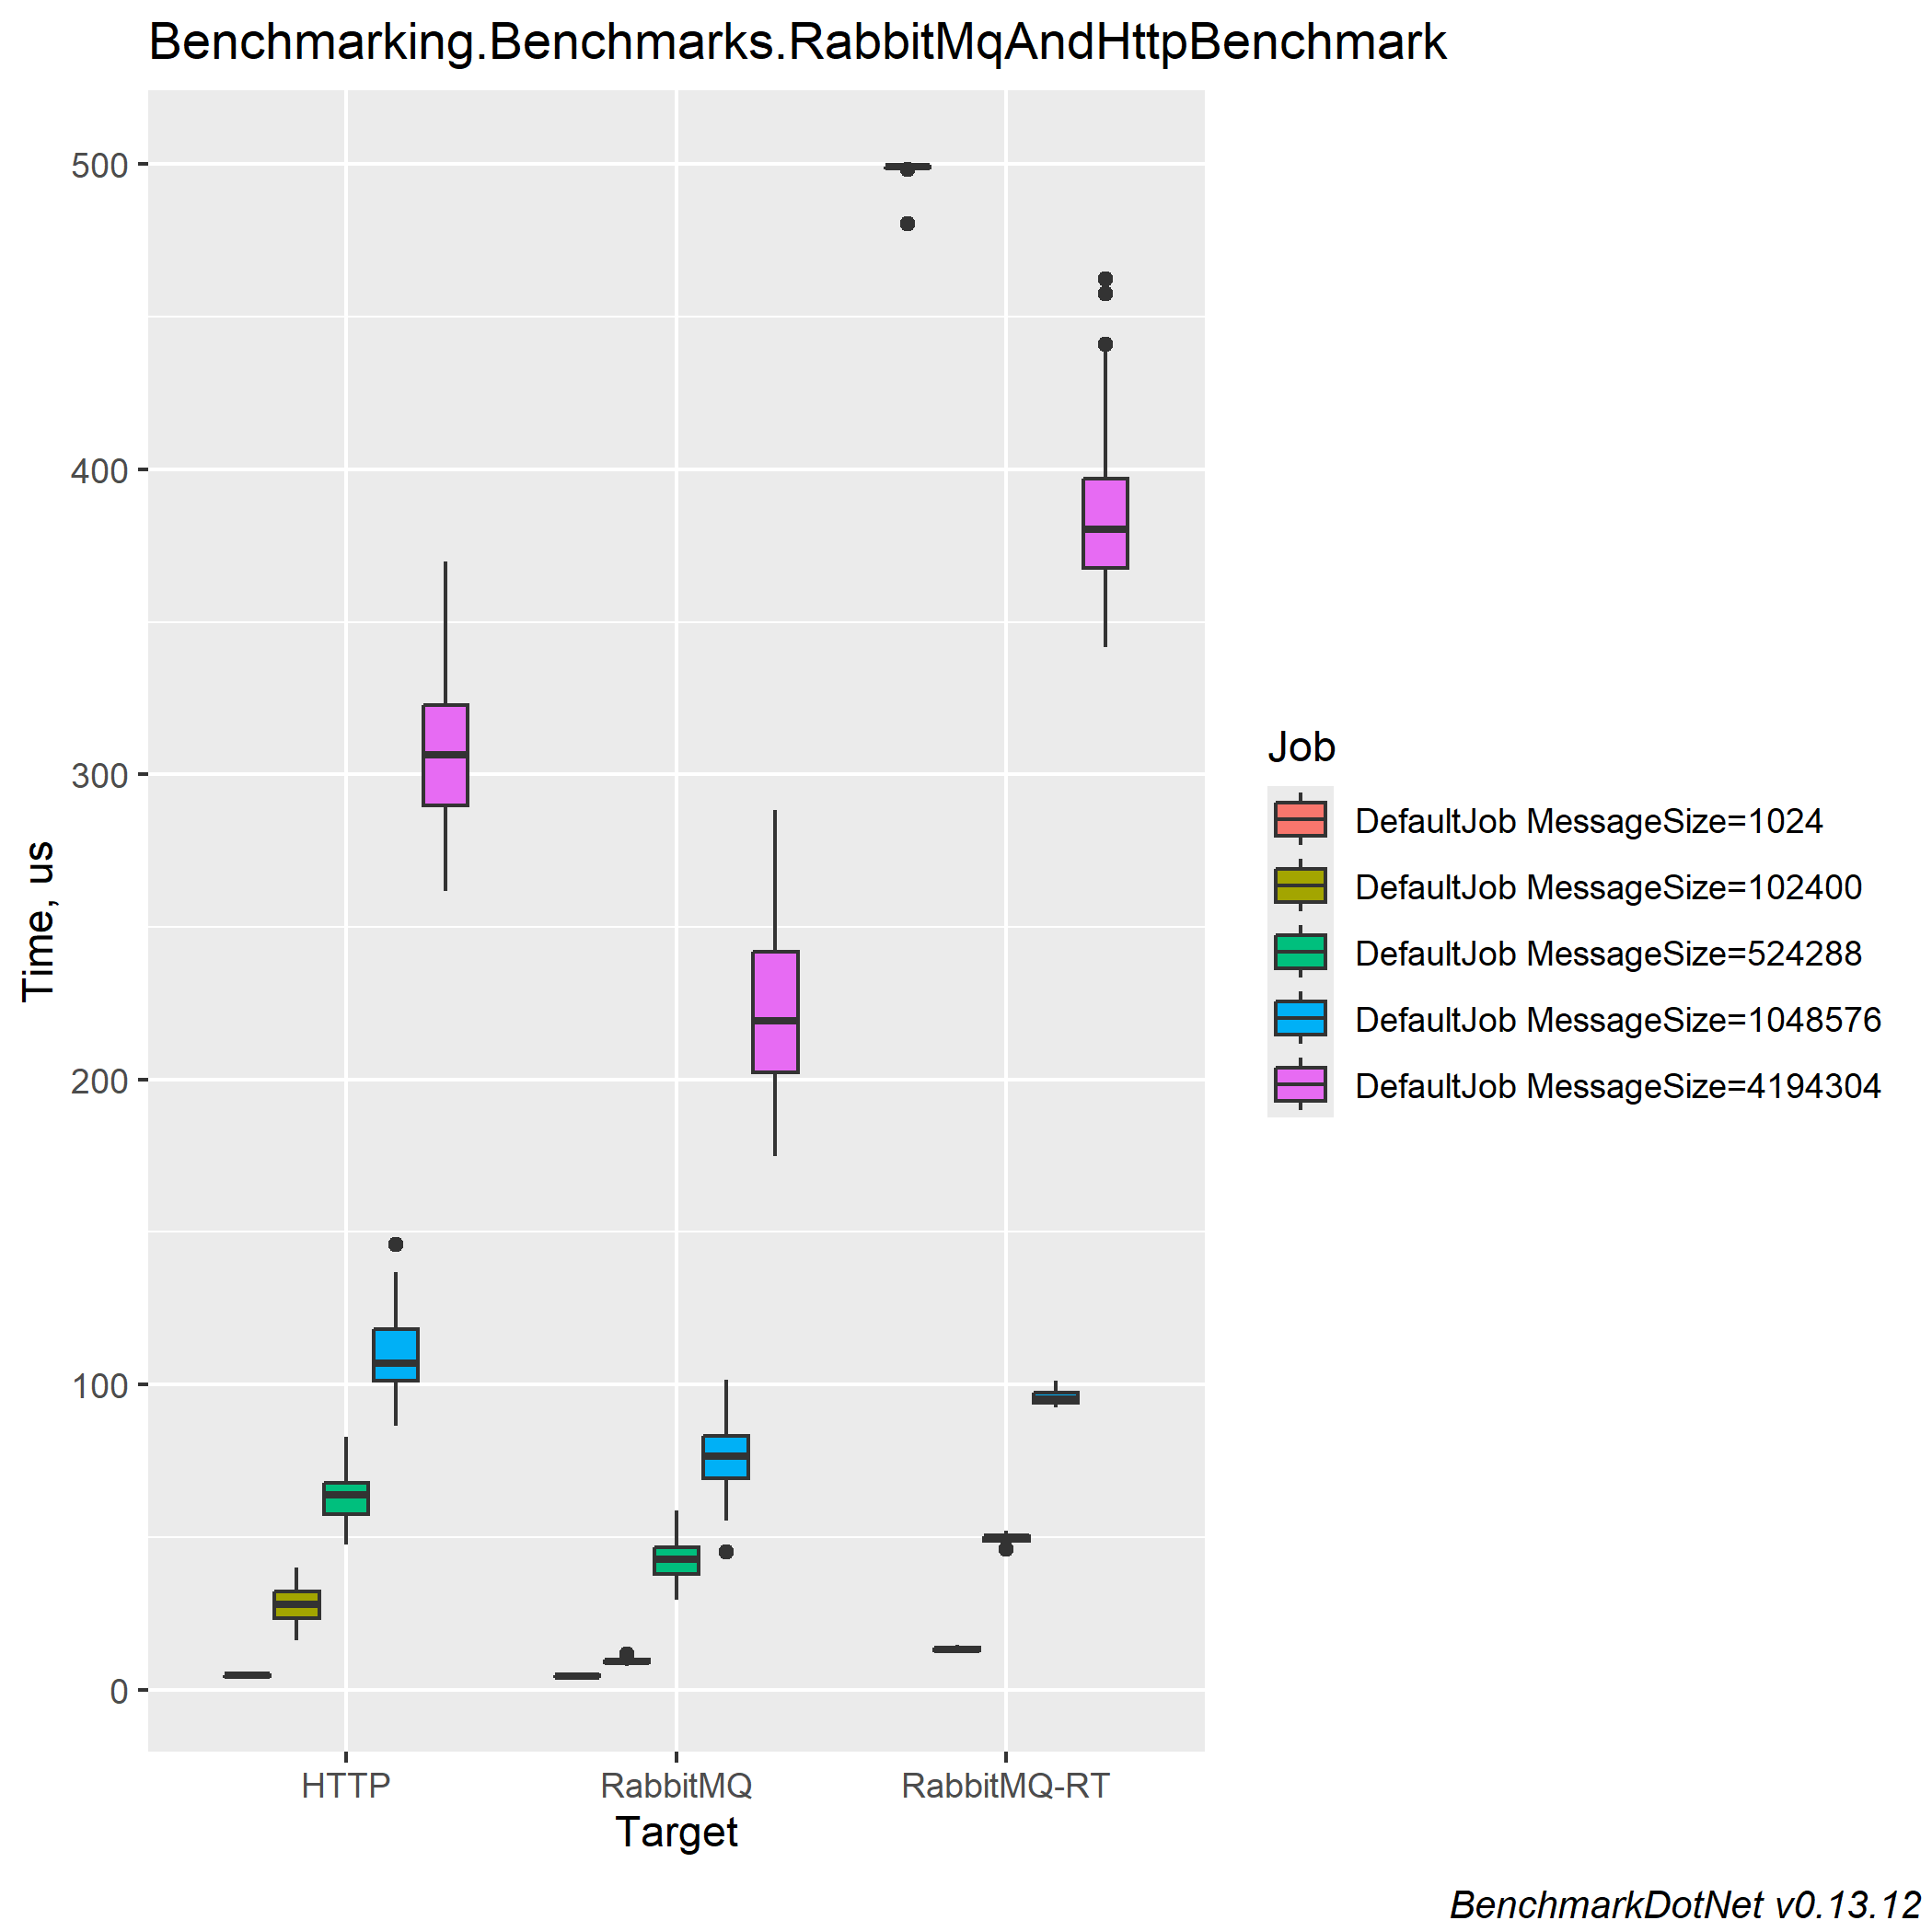 Benchmarking.Benchmarks.RabbitMqAndHttpBenchmark
500
400
300
200
100
0
Time, us
HTTP
RabbitMQ
RabbitMQ-RT
Target
Job
DefaultJob MessageSize=1024
DefaultJob MessageSize=102400
DefaultJob MessageSize=524288
DefaultJob MessageSize=1048576
DefaultJob MessageSize=4194304
BenchmarkDotNet v0.13.12